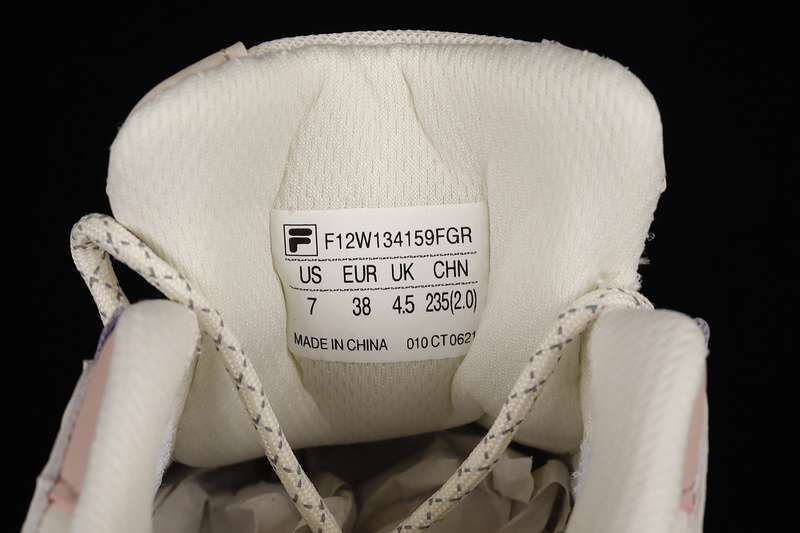 F12W134159FGR
US EUR UK CHN
7 38 4.5 235(2.0)
MADE IN CHINA 010 CT 0621